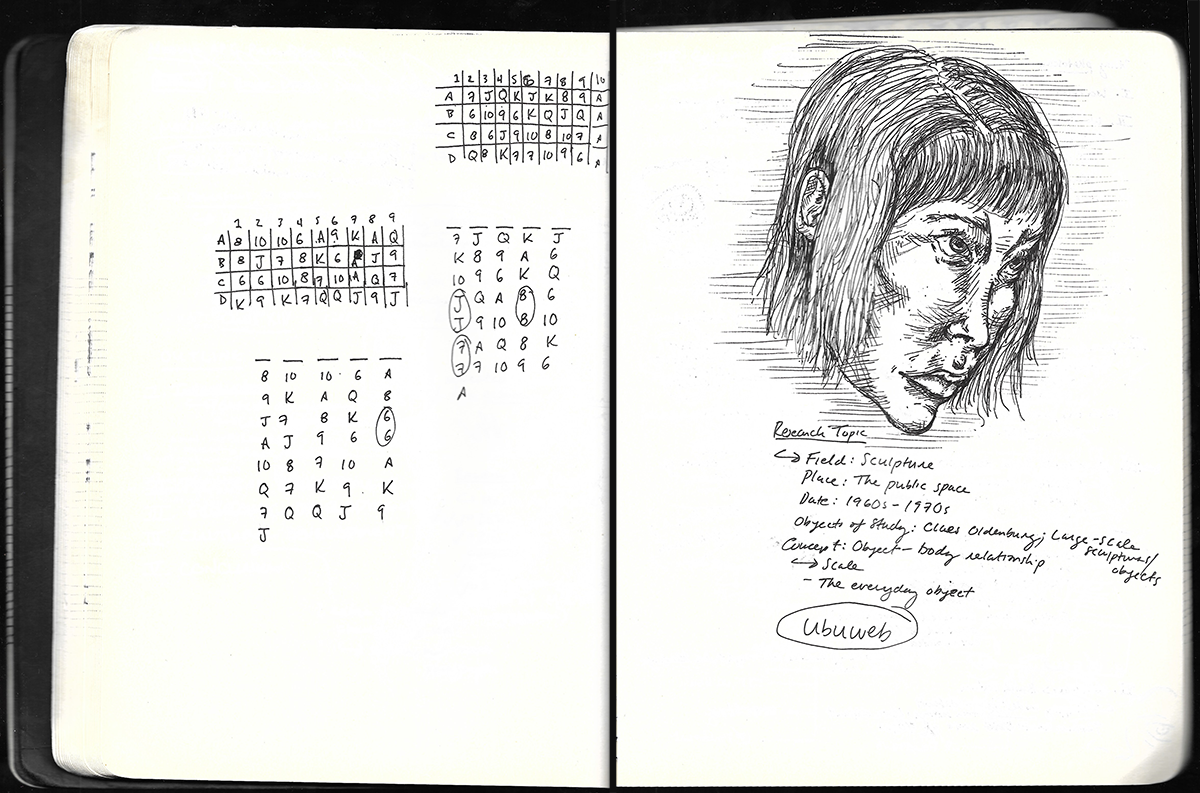 1 2 3 4 5 6 7 8 9 10
A 7 J Q K J K 8 9 A
B 6 10 9 6 K Q J Q A
C 8 6 J 9 10 8 10 7 A
D Q 8 K 7 7 10 9 6 A
1 2 3 4 5 6 7 8 9
A 8 10 10 6 A 9 K A Q
B 8 J 7 8 K 6 J 9
C 6 6 10 8 7 10 A Q 7
D K 9 K 7 Q Q J 9 J
7 J Q K J
K 8 9 A 6
10 9 6 K Q
J Q A 8 6
J 9 10 8 10
7 A Q 8 K
7 7 10 9 6
A
8 10 10 6 A
9 K A Q 8
J 7 8 K 6
A J 9 6 6
10 8 7 10 A
Q 7 K 9 K
7 Q Q J 9
J
Research Topic
↳ Field: Sculpture
Place: The public space
Date: 1960s - 1970s
Objects of study: Claes Oldenburg; Large-scale sculptures/objects
Concept: Object - body relationship
↳ Scale
- The everyday object
Ubuweb